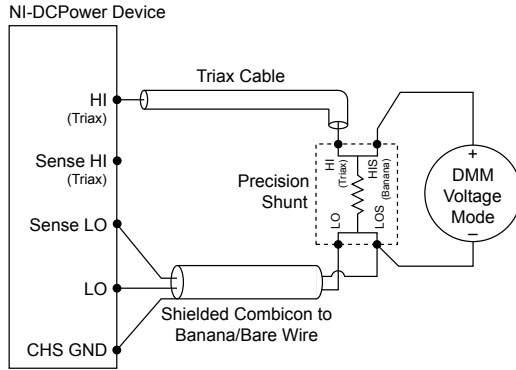 NI-DCPower Device
HI
(Triax)
Triax Cable
Sense HI
(Triax)
Precision
Shunt
HI
(Triax)
HIS
(Banana)
LO
LOS
+
DMM
Voltage
Mode
–
Sense LO
LO
CHS GND
Shielded Combicon to
Banana/Bare Wire